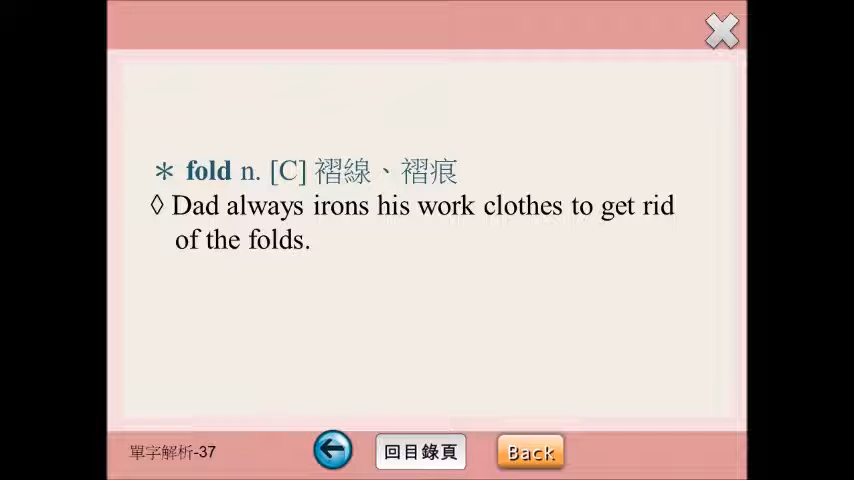 ＊ fold n. [C] 褶線、褶痕
◊ Dad always irons his work clothes to get rid
of the folds.
單字解析-37
回目錄頁
Back